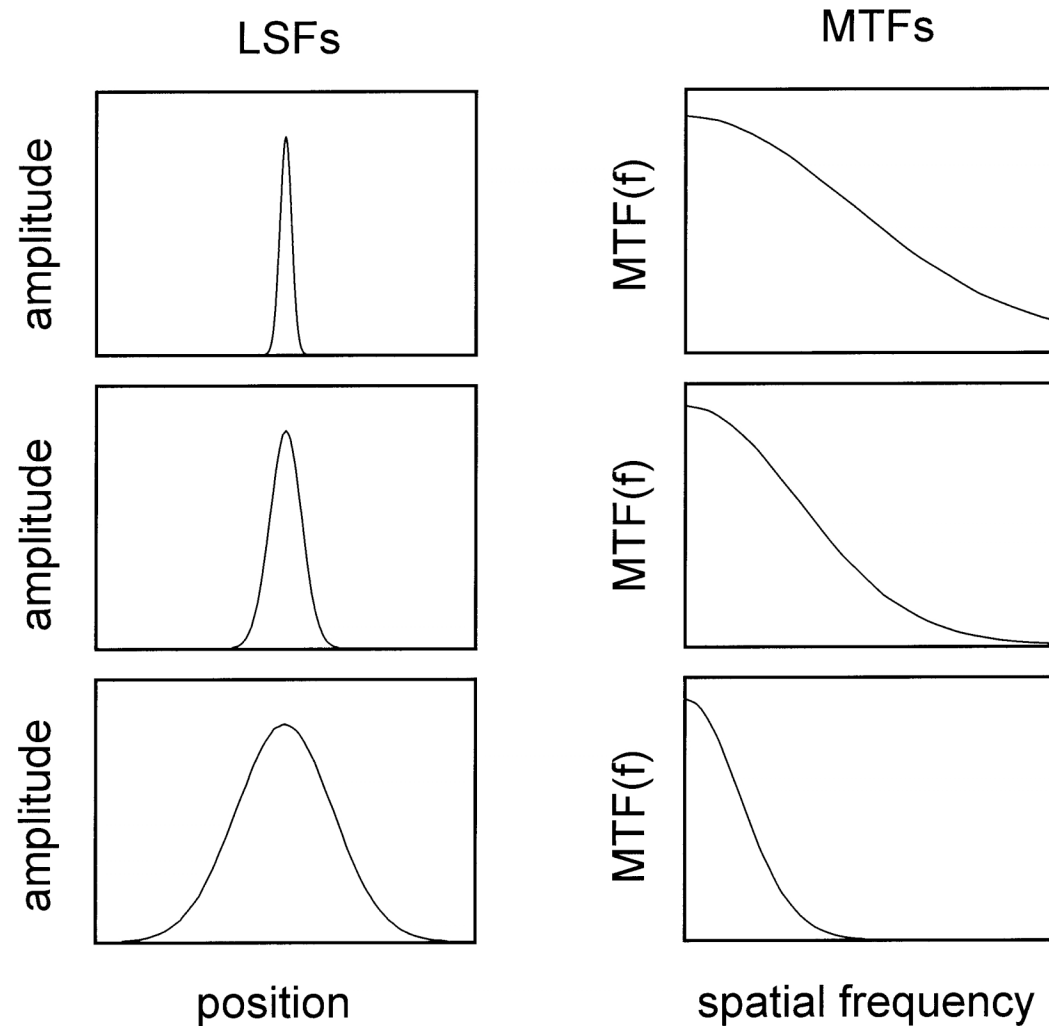 LSFs
MTFs
amplitude
MTF(f)
amplitude
MTF(f)
amplitude
MTF(f)
position
spatial frequency